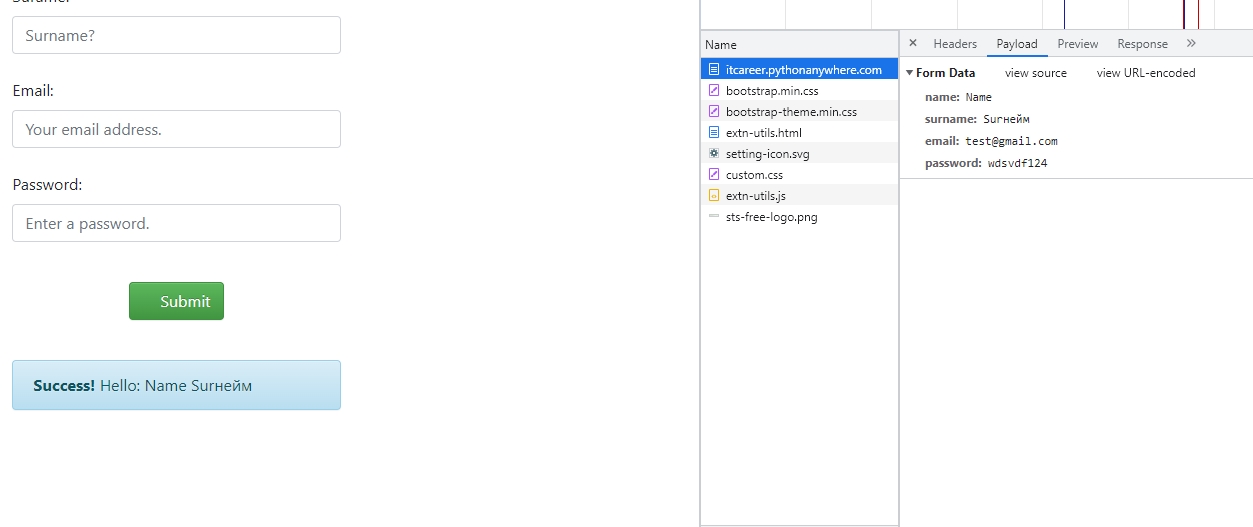 Surname?
Email:
Your email address.
Password:
Enter a password.
Submit
Success! Hello: Name Surнейм
Name
itcareer.pythonanywhere.com
bootstrap.min.css
bootstrap-theme.min.css
extn-utils.html
setting-icon.svg
custom.css
extn-utils.js
sts-free-logo.png
× Headers Payload Preview Response »
Form Data view source view URL-encoded
name: Name
surname: Surнейм
email: test@gmail.com
password: wdsvdf124